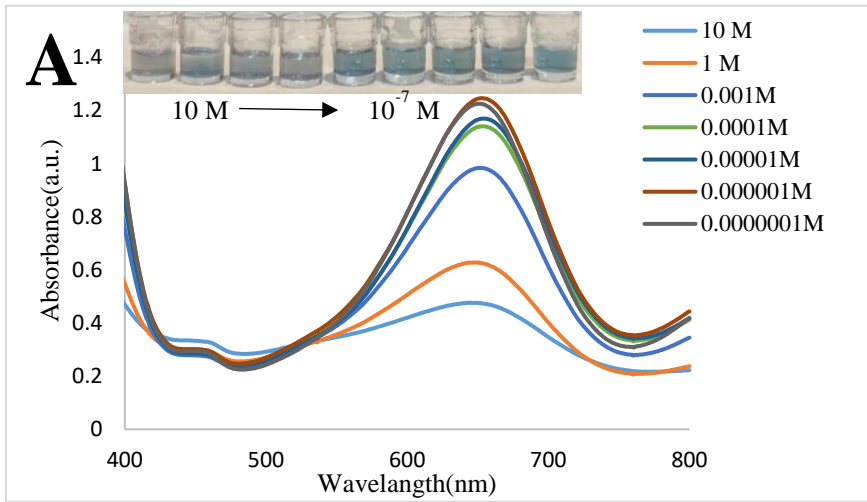 A
10 M → 10⁻⁷ M
1.4
1.2
1
0.8
0.6
0.4
0.2
0
Absorbance(a.u.)
400 500 600 700 800
Wavelangth(nm)
10 M
1 M
0.001M
0.0001M
0.00001M
0.000001M
0.0000001M